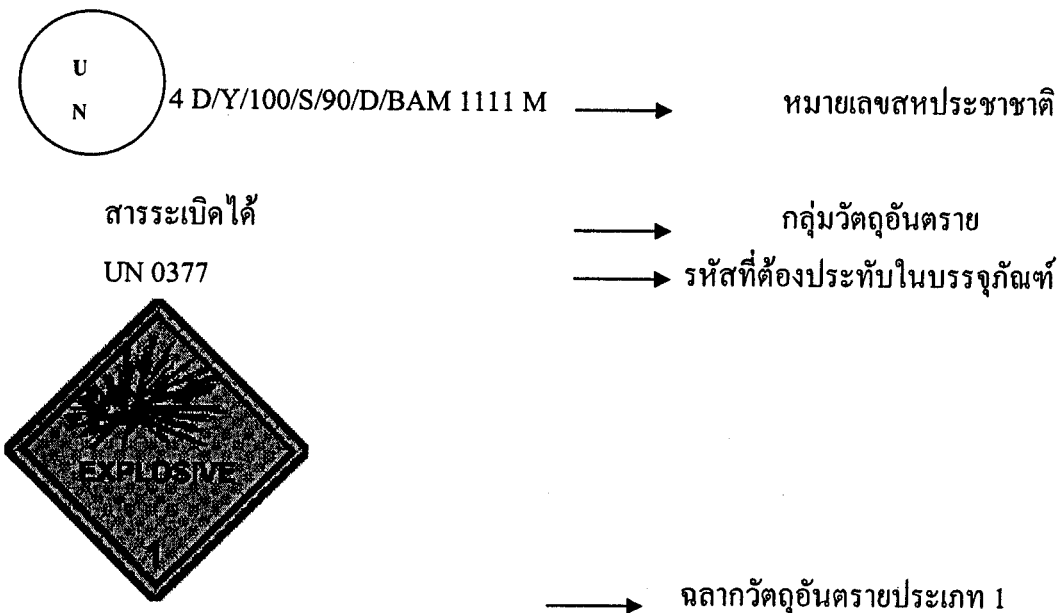 U
N
4 D/Y/100/S/90/D/BAM 1111 M
หมายเลขสหประชาชาติ
สารระเบิดได้
กลุ่มวัตถุอันตราย
UN 0377
รหัสที่ต้องประทับในบรรจุภัณฑ์
EXPLOSIVE
1
ฉลากวัตถุอันตรายประเภท 1